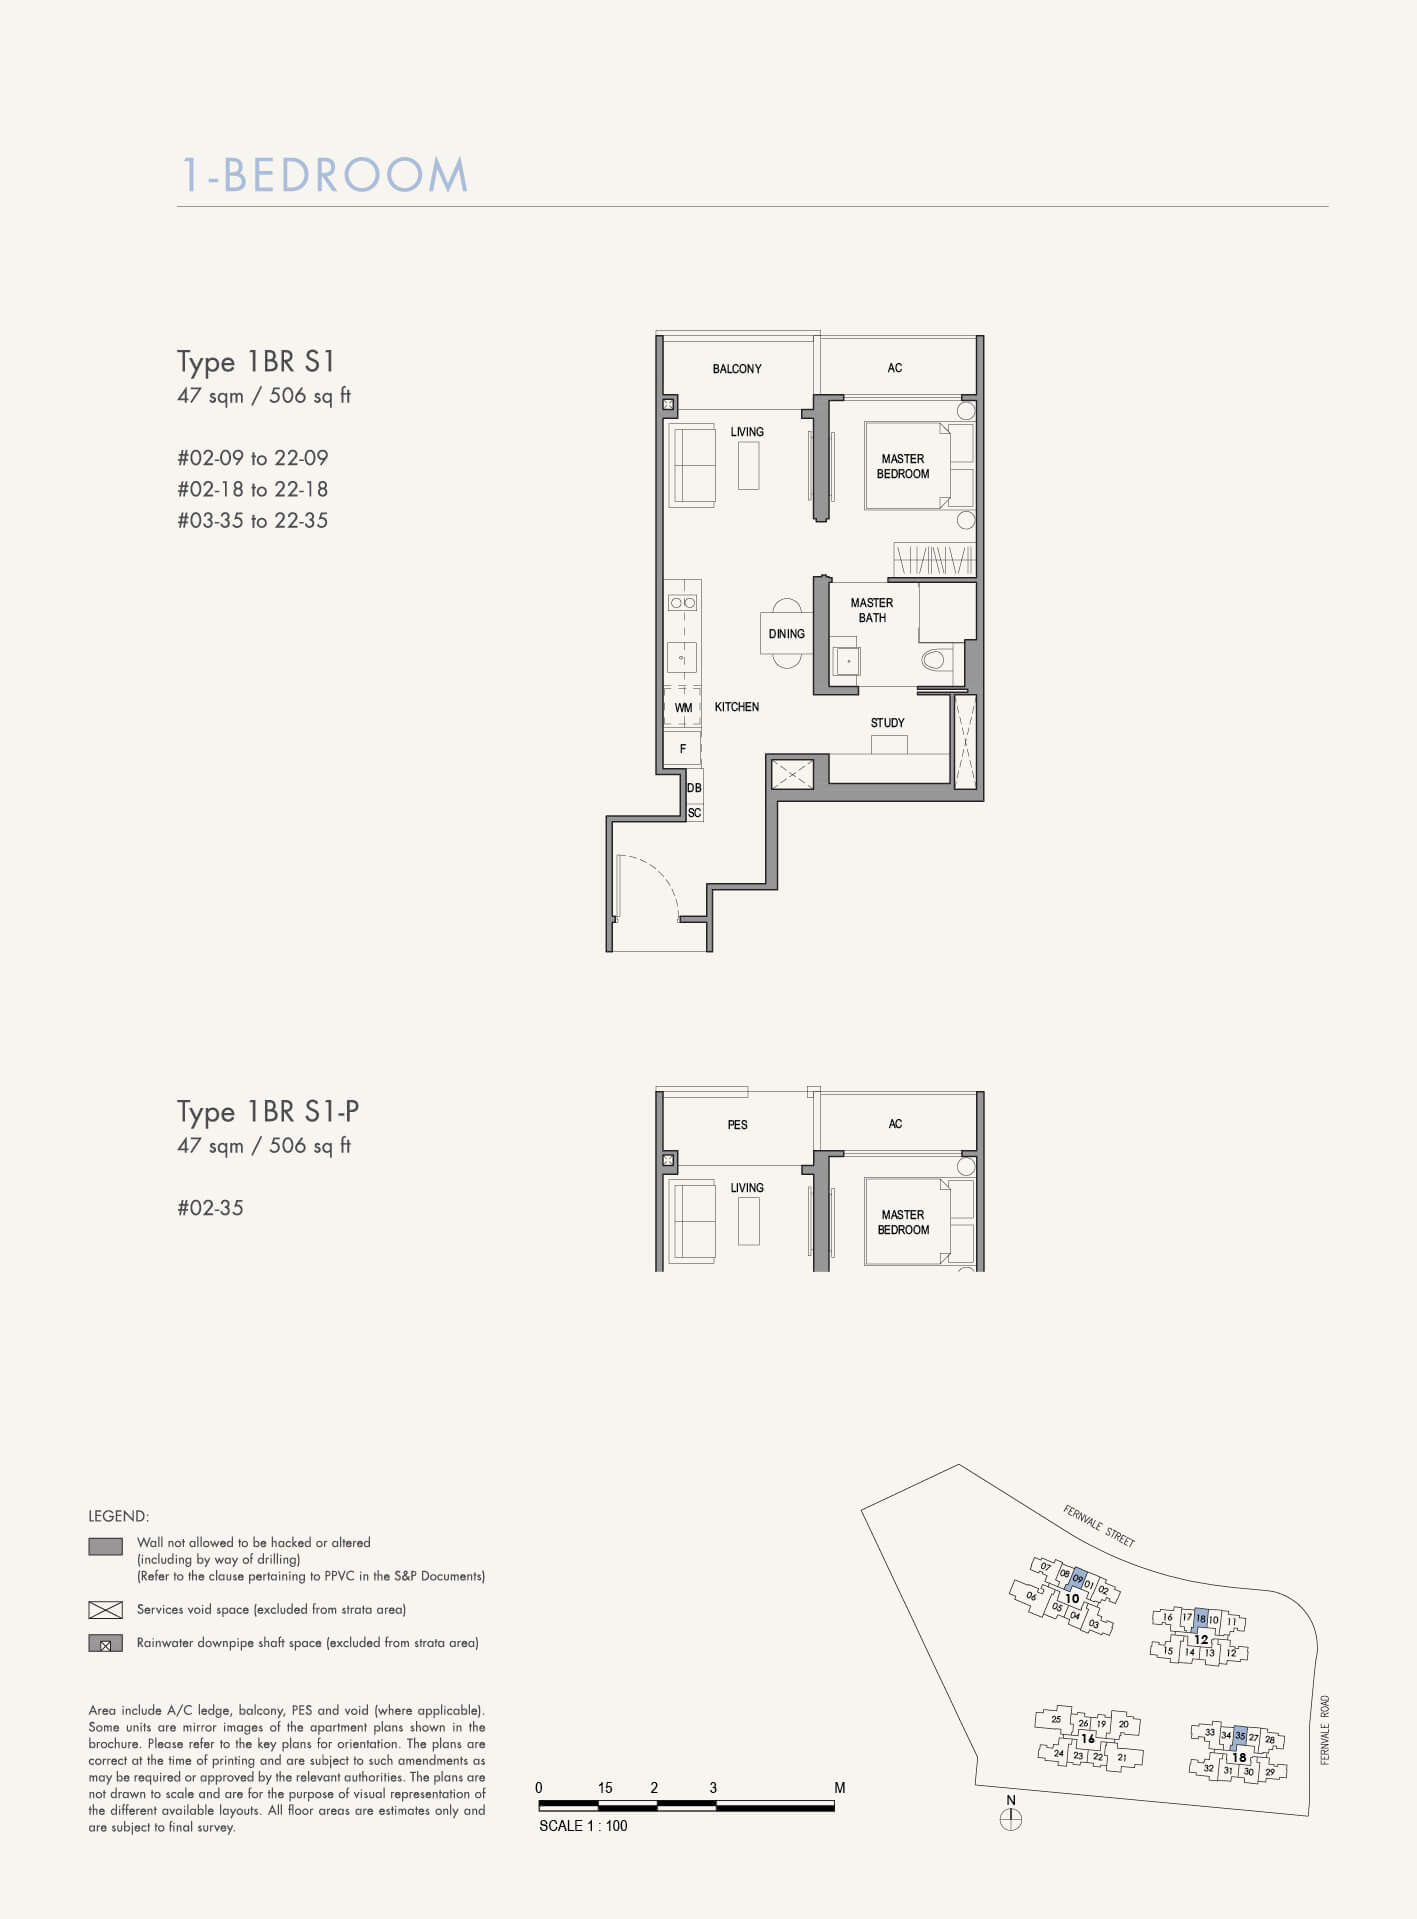 1-BEDROOM
Type 1BR S1
47 sqm / 506 sq ft
#02-09 to 22-09
#02-18 to 22-18
#03-35 to 22-35
BALCONY
AC
LIVING
MASTER
BEDROOM
MASTER
BATH
DINING
WM
KITCHEN
STUDY
F
DB
SC
Type 1BR S1-P
47 sqm / 506 sq ft
#02-35
PES
AC
LIVING
MASTER
BEDROOM
LEGEND:
Wall not allowed to be hacked or altered
(including by way of drilling)
(Refer to the clause pertaining to PPVC in the S&P Documents)
Services void space (excluded from strata area)
Rainwater downpipe shaft space (excluded from strata area)
Area include A/C ledge, balcony, PES and void (where applicable).
Some units are mirror images of the apartment plans shown in the
brochure. Please refer to the key plans for orientation. The plans are
correct at the time of printing and are subject to such amendments as
may be required or approved by the relevant authorities. The plans are
not drawn to scale and are for the purpose of visual representation of
the different available layouts. All floor areas are estimates only and
are subject to final survey.
0 15 2 3 M
SCALE 1 : 100
FERNVALE STREET
07 08 09 01 02
10
06 05 04 03
16 17 18 10 11
12
15 14 13 12
25 26 19 20
16
24 23 22 21
33 34 35 27 28
18
32 31 30 29
FERNVALE ROAD
N